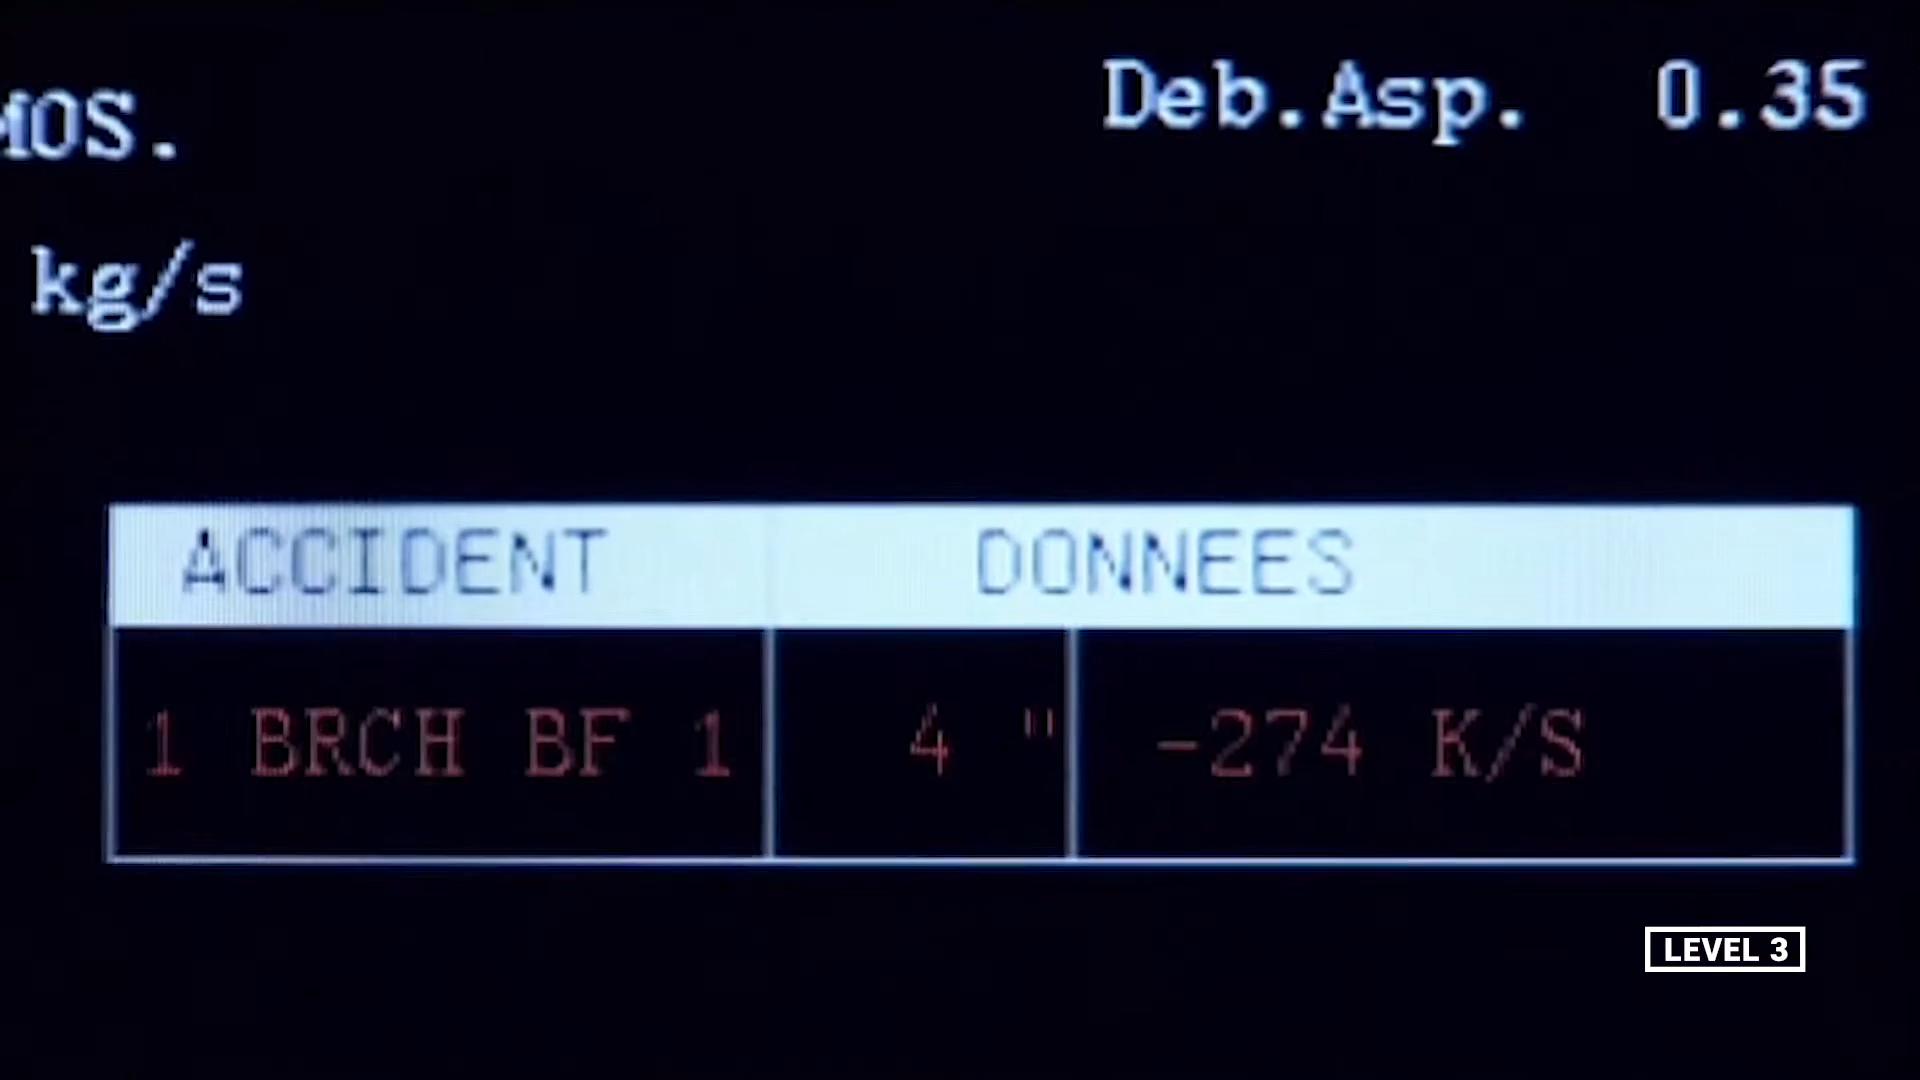 MOS.
Deb.Asp. 0.35
kg/s
ACCIDENT DONNEES
1 BRCH BF 1 4 " -274 K/S
LEVEL 3